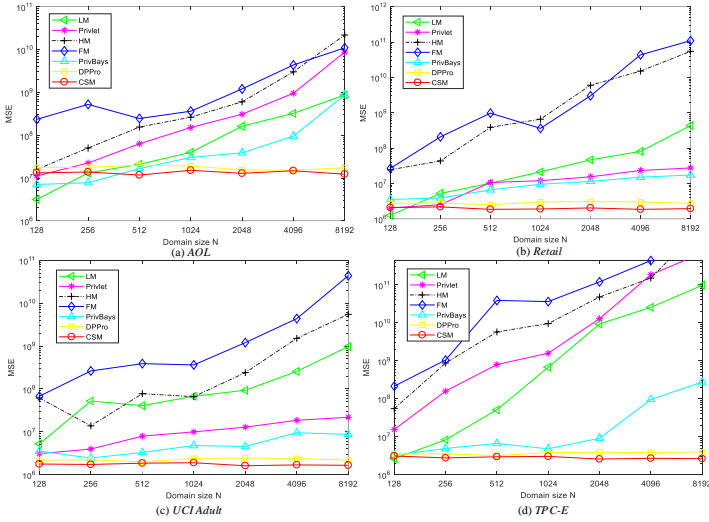 10^11
10^10
10^9
10^8
10^7
10^6
MSE
LM
Privlet
HM
FM
PrivBays
DPPro
CSM
128 256 512 1024 2048 4096 8192
Domain size N
(a) AOL
10^12
10^11
10^10
10^9
10^8
10^7
10^6
MSE
LM
Privlet
HM
FM
PrivBays
DPPro
CSM
128 256 512 1024 2048 4096 8192
Domain size N
(b) Retail
10^11
10^10
10^9
10^8
10^7
10^6
MSE
LM
Privlet
HM
FM
PrivBays
DPPro
CSM
128 256 512 1024 2048 4096 8192
Domain size N
(c) UCI Adult
10^11
10^10
10^9
10^8
10^7
10^6
MSE
LM
Privlet
HM
FM
PrivBays
DPPro
CSM
128 256 512 1024 2048 4096 8192
Domain size N
(d) TPC-E